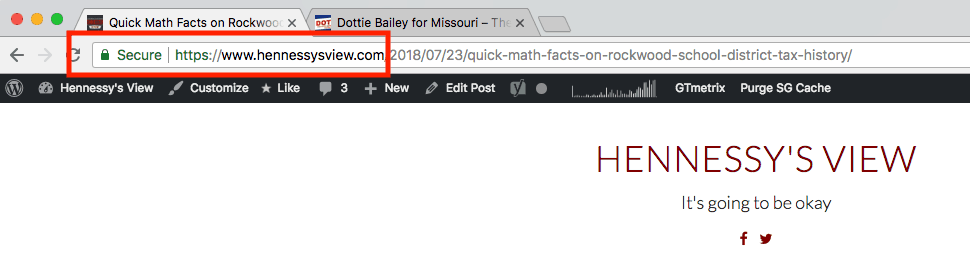 Quick Math Facts on Rockwood Dottie Bailey for Missouri – The
Secure https://www.hennessysview.com/2018/07/23/quick-math-facts-on-rockwood-school-district-tax-history/
Hennessy's View Customize Like 3 New Edit Post GTmetrix Purge SG Cache
HENNESSY'S VIEW
It's going to be okay